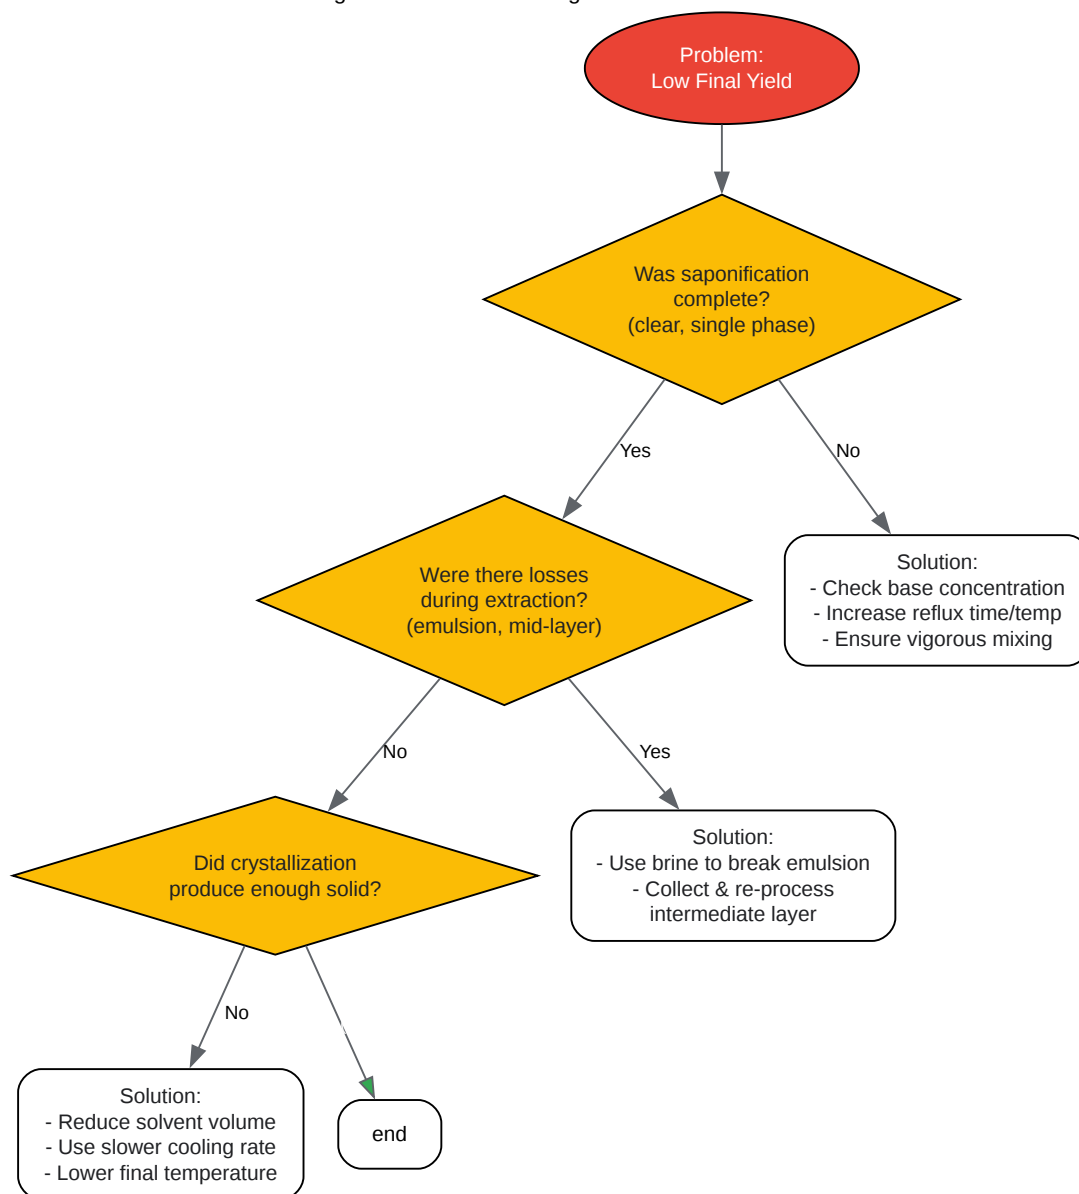 Problem:
Low Final Yield
Was saponification
complete?
(clear, single phase)
Yes
No
Were there losses
during extraction?
(emulsion, mid-layer)
Solution:
- Check base concentration
- Increase reflux time/temp
- Ensure vigorous mixing
No
Yes
Did crystallization
produce enough solid?
Solution:
- Use brine to break emulsion
- Collect & re-process
intermediate layer
No
Solution:
- Reduce solvent volume
- Use slower cooling rate
- Lower final temperature
end